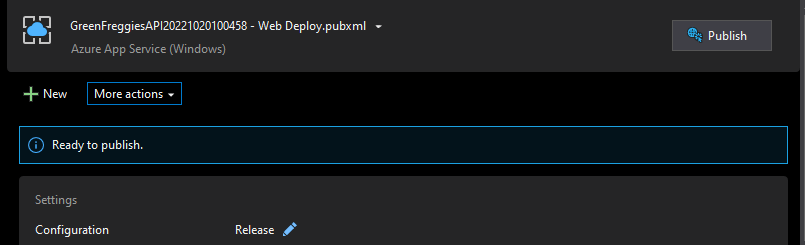 GreenFreggiesAPI20221020100458 - Web Deploy.pubxml
Azure App Service (Windows)
Publish
New
More actions
Ready to publish.
Settings
Configuration Release